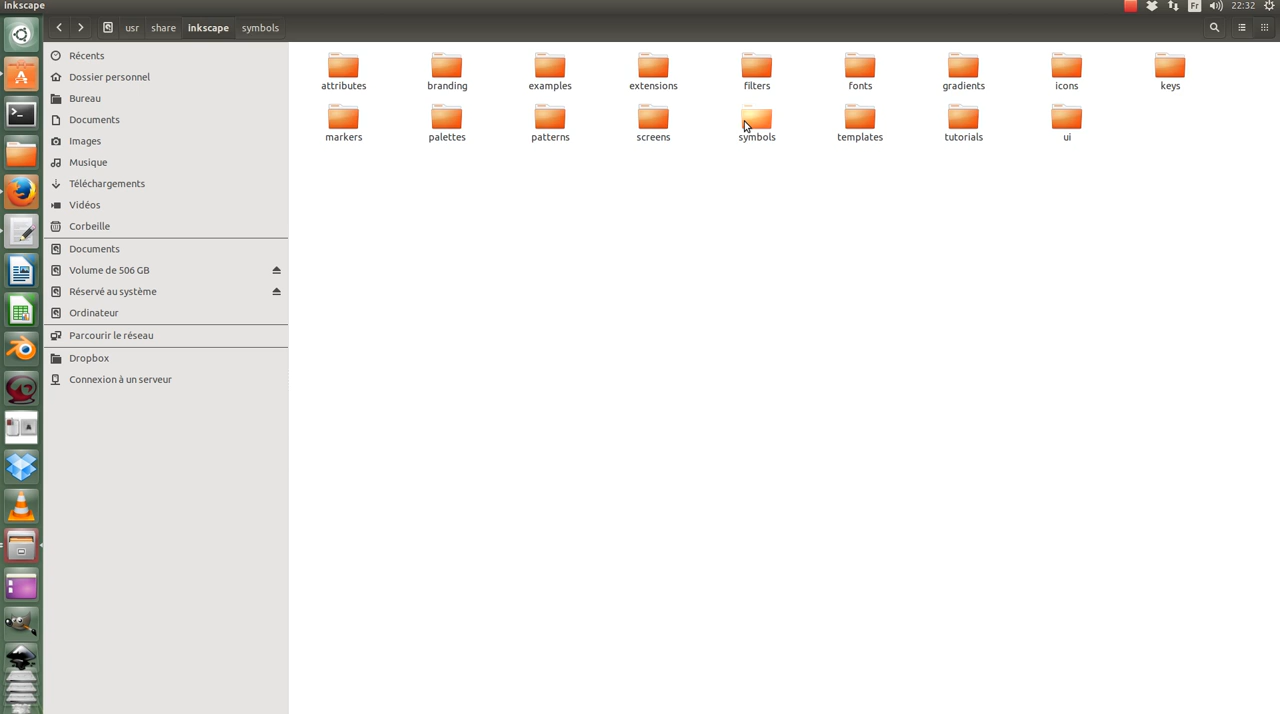 inkscape
Fr
22:32
usr share inkscape symbols
Récents
Dossier personnel
Bureau
Documents
Images
Musique
Téléchargements
Vidéos
Corbeille
Documents
Volume de 506 GB
Réservé au système
Ordinateur
Parcourir le réseau
Dropbox
Connexion à un serveur
attributes branding examples extensions filters fonts gradients icons keys
markers palettes patterns screens symbols templates tutorials ui